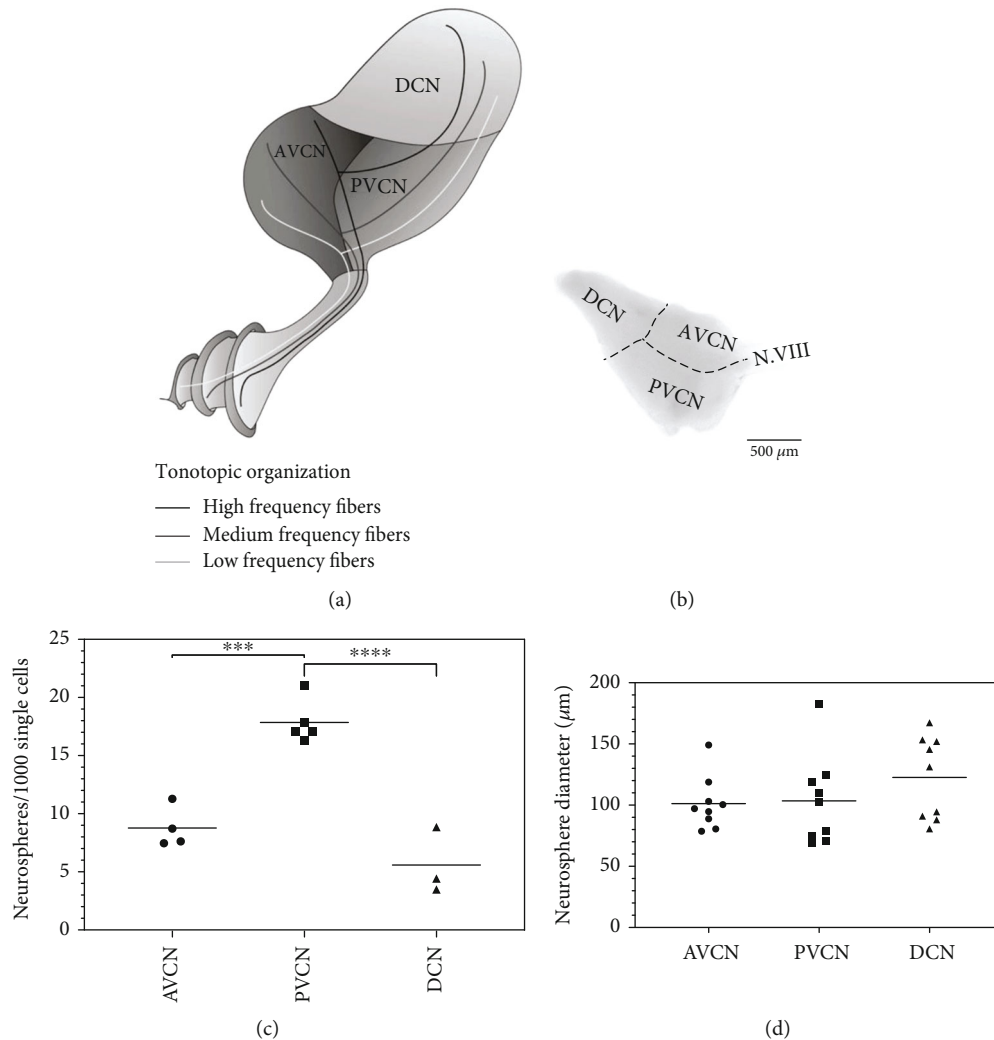 DCN
AVCN
PVCN
Tonotopic organization
High frequency fibers
Medium frequency fibers
Low frequency fibers
(a)
DCN
AVCN
N.VIII
PVCN
500 μm
(b)
Neurospheres/1000 single cells
25
20
15
10
5
0
***
****
AVCN
PVCN
DCN
(c)
Neurosphere diameter (μm)
200
150
100
50
0
AVCN
PVCN
DCN
(d)